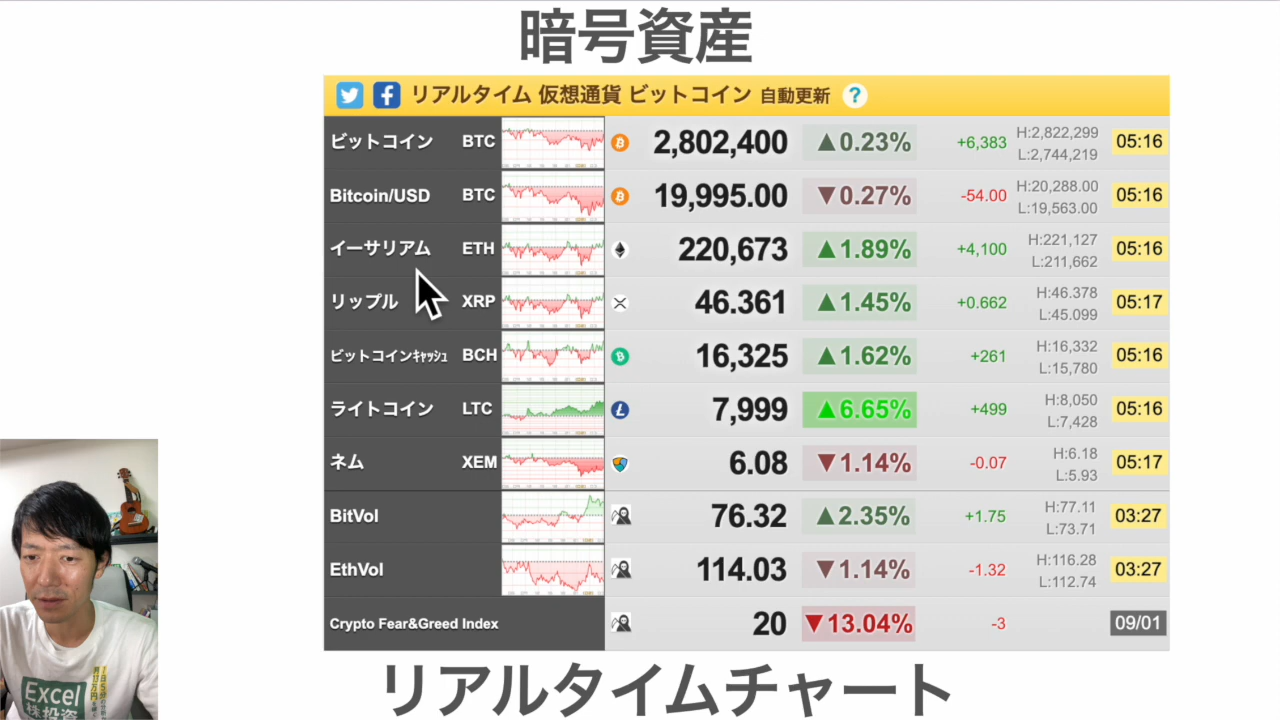 暗号資産
リアルタイム 仮想通貨 ビットコイン 自動更新 ?
ビットコイン BTC 2,802,400 ▲0.23% +6,383 H:2,822,299 L:2,744,219 05:16
Bitcoin/USD BTC 19,995.00 ▼0.27% -54.00 H:20,288.00 L:19,563.00 05:16
イーサリアム ETH 220,673 ▲1.89% +4,100 H:221,127 L:211,662 05:16
リップル XRP 46.361 ▲1.45% +0.662 H:46.378 L:45.099 05:17
ビットコインキャッシュ BCH 16,325 ▲1.62% +261 H:16,332 L:15,780 05:16
ライトコイン LTC 7,999 ▲6.65% +499 H:8,050 L:7,428 05:16
ネム XEM 6.08 ▼1.14% -0.07 H:6.18 L:5.93 05:17
BitVol 76.32 ▲2.35% +1.75 H:77.11 L:73.71 03:27
EthVol 114.03 ▼1.14% -1.32 H:116.28 L:112.74 03:27
Crypto Fear&Greed Index 20 ▼13.04% -3 09/01
Excel
株投資
リアルタイムチャート